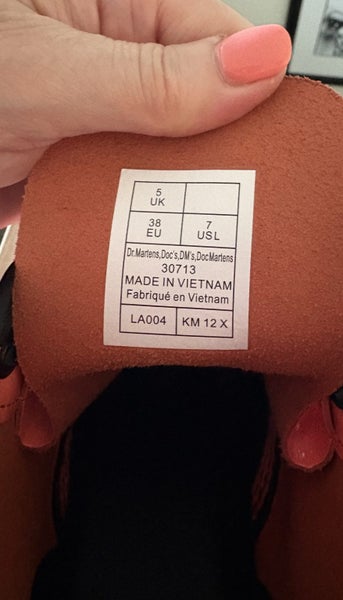 5
UK
38
EU
7
USL
Dr.Martens,Doc's,DM's,DocMartens
30713
MADE IN VIETNAM
Fabriqué en Vietnam
LA004
KM 12 X